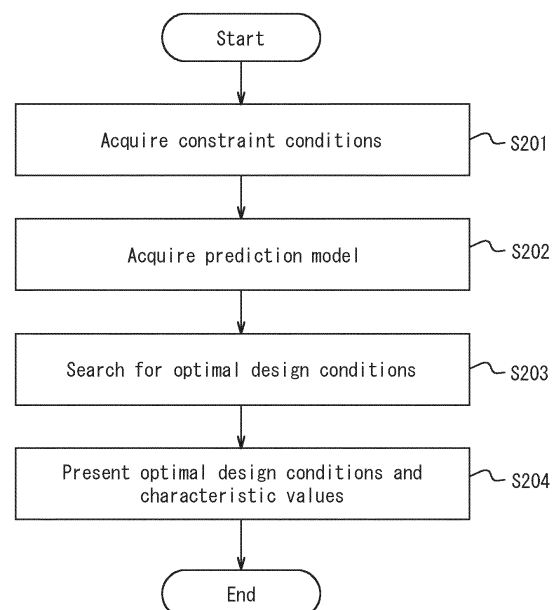 Start
Acquire constraint conditions
S201
Acquire prediction model
S202
Search for optimal design conditions
S203
Present optimal design conditions and
characteristic values
S204
End